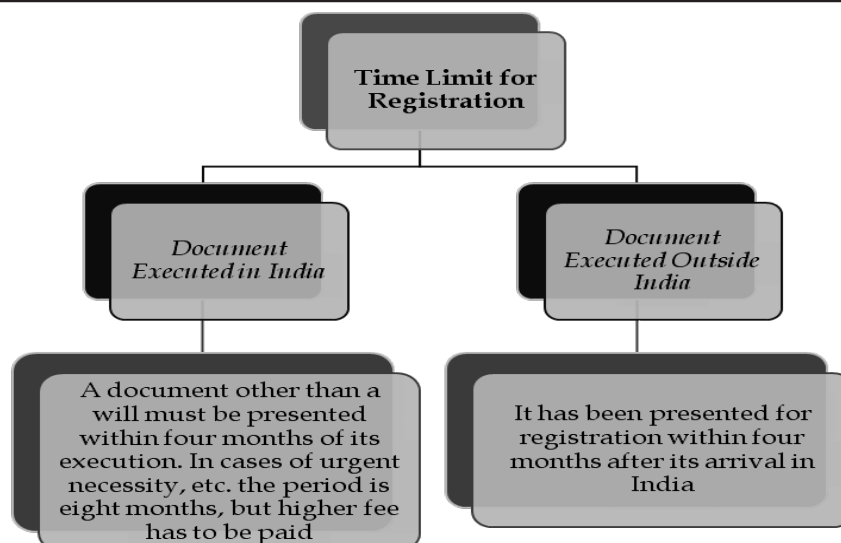 Time Limit for
Registration
Document
Executed in India
Document
Executed Outside
India
A document other than a
will must be presented
within four months of its
execution. In cases of urgent
necessity, etc. the period is
eight months, but higher fee
has to be paid
It has been presented for
registration within four
months after its arrival in
India